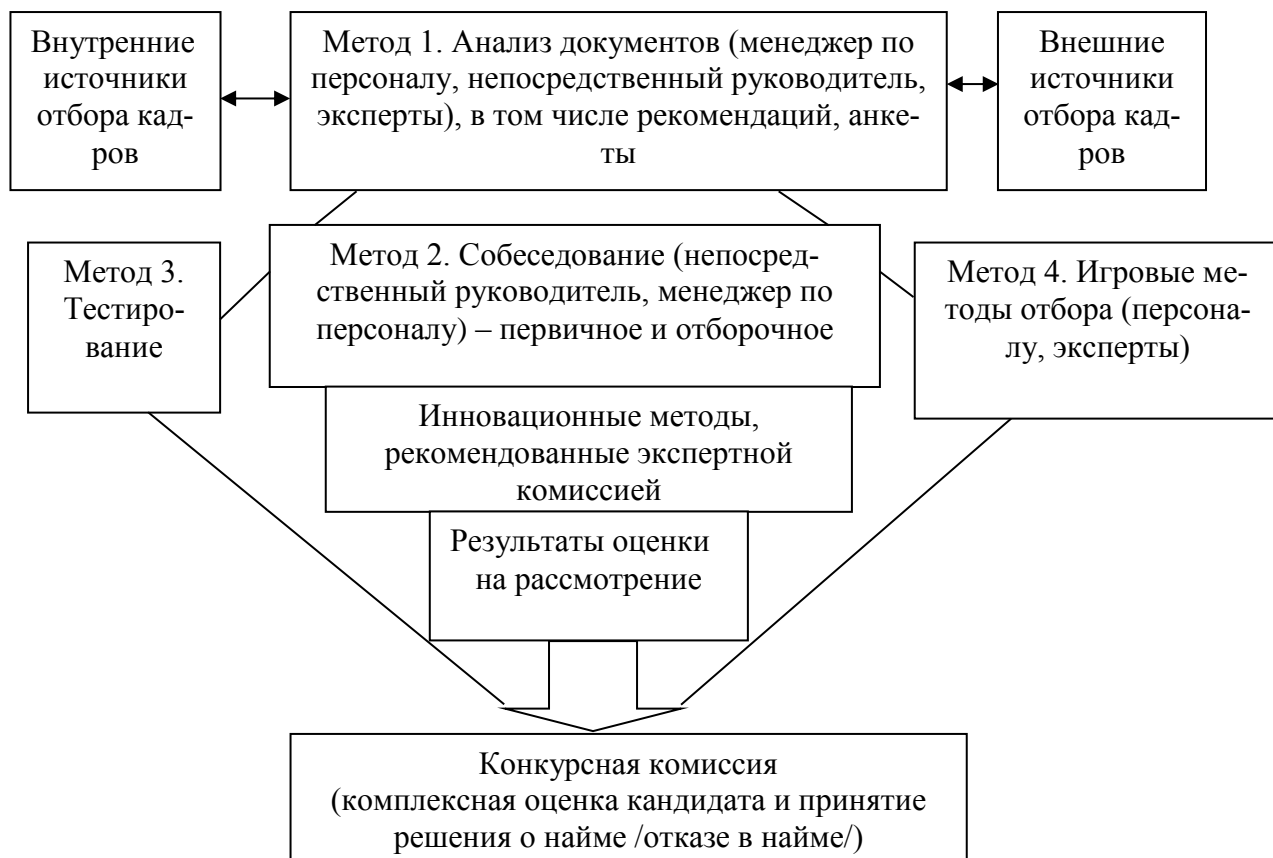 Внутренние
источники
отбора кад-
ров
Метод 1. Анализ документов (менеджер по
персоналу, непосредственный руководитель,
эксперты), в том числе рекомендаций, анке-
ты
Внешние
источники
отбора кад-
ров
Метод 3.
Тестиро-
вание
Метод 2. Собеседование (непосред-
ственный руководитель, менеджер по
персоналу) – первичное и отборочное
Метод 4. Игровые ме-
тоды отбора (персона-
лу, эксперты)
Инновационные методы,
рекомендованные экспертной
комиссией
Результаты оценки
на рассмотрение
Конкурсная комиссия
(комплексная оценка кандидата и принятие
решения о найме /отказе в найме/)